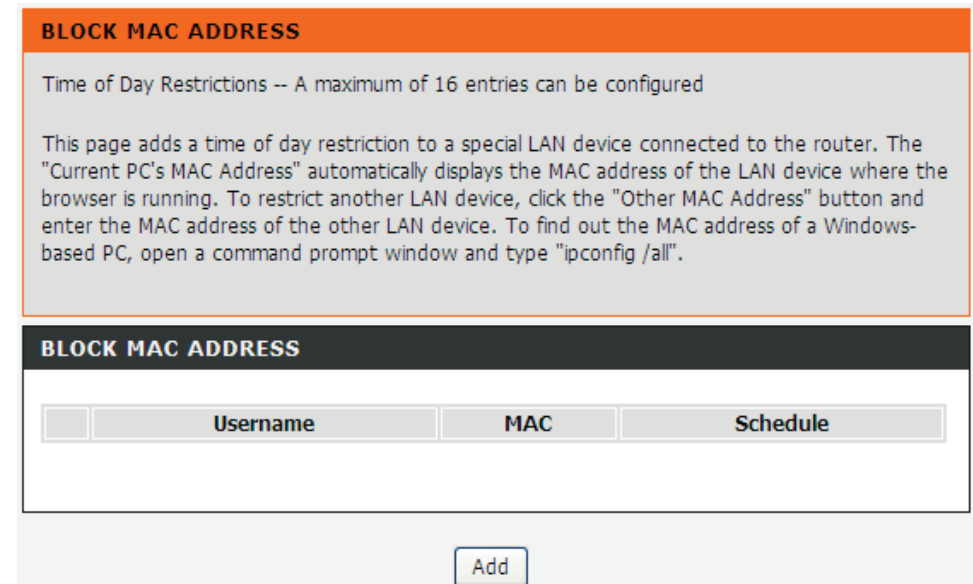 BLOCK MAC ADDRESS
Time of Day Restrictions -- A maximum of 16 entries can be configured
This page adds a time of day restriction to a special LAN device connected to the router. The
"Current PC's MAC Address" automatically displays the MAC address of the LAN device where the
browser is running. To restrict another LAN device, click the "Other MAC Address" button and
enter the MAC address of the other LAN device. To find out the MAC address of a Windows-
based PC, open a command prompt window and type "ipconfig /all".
BLOCK MAC ADDRESS
Username MAC Schedule
Add